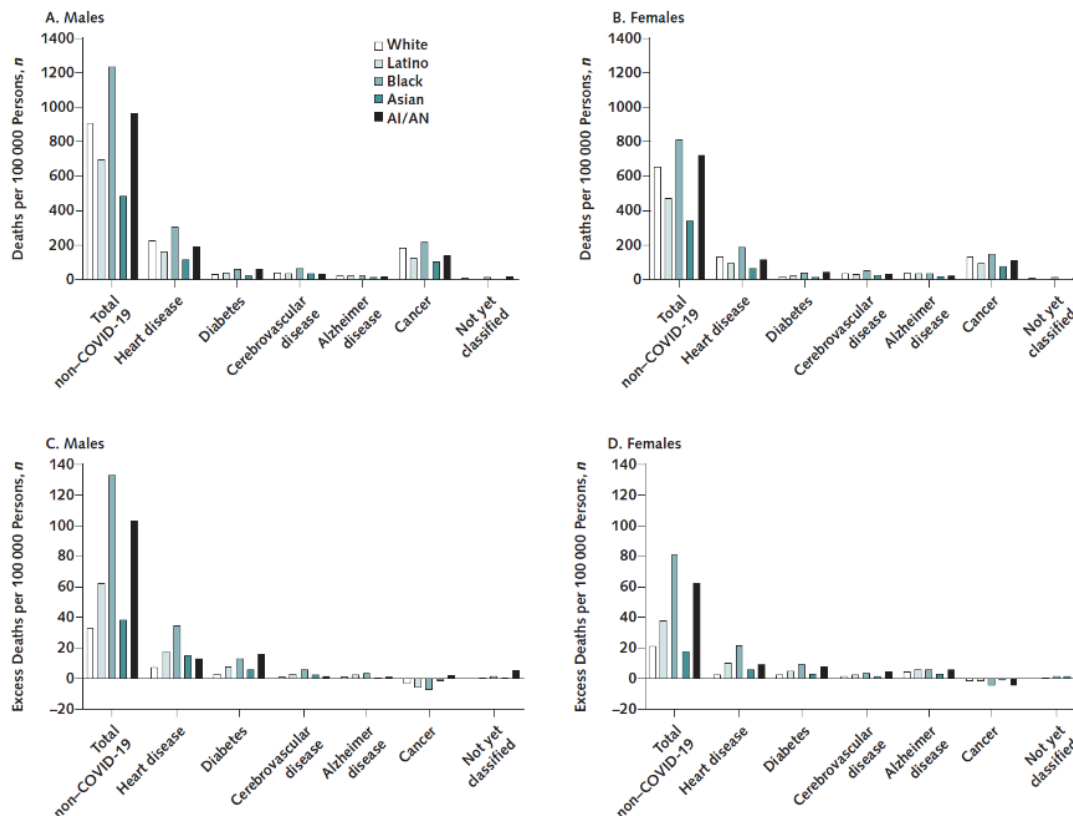 A. Males
1400
1200
1000
800
600
400
200
0
Deaths per 100 000 Persons, n
White
Latino
Black
Asian
AI/AN
Total
non–COVID-19
Heart disease
Diabetes
Cerebrovascular
disease
Alzheimer
disease
Cancer
Not yet
classified
B. Females
1400
1200
1000
800
600
400
200
0
Deaths per 100 000 Persons, n
Total
non–COVID-19
Heart disease
Diabetes
Cerebrovascular
disease
Alzheimer
disease
Cancer
Not yet
classified
C. Males
140
120
100
80
60
40
20
0
–20
Excess Deaths per 100 000 Persons, n
Total
non–COVID-19
Heart disease
Diabetes
Cerebrovascular
disease
Alzheimer
disease
Cancer
Not yet
classified
D. Females
140
120
100
80
60
40
20
0
–20
Excess Deaths per 100 000 Persons, n
Total
non–COVID-19
Heart disease
Diabetes
Cerebrovascular
disease
Alzheimer
disease
Cancer
Not yet
classified